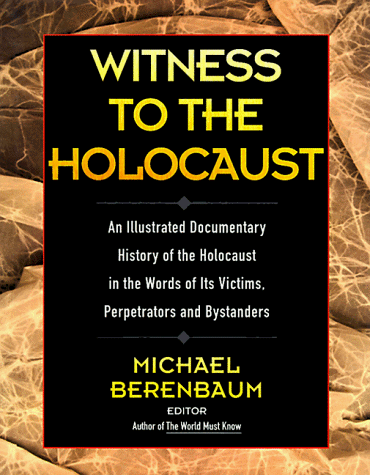 WITNESS
TO THE
HOLOCAUST
An Illustrated Documentary
History of the Holocaust
in the Words of Its Victims,
Perpetrators and Bystanders
MICHAEL
BERENBAUM
EDITOR
Author of The World Must Know